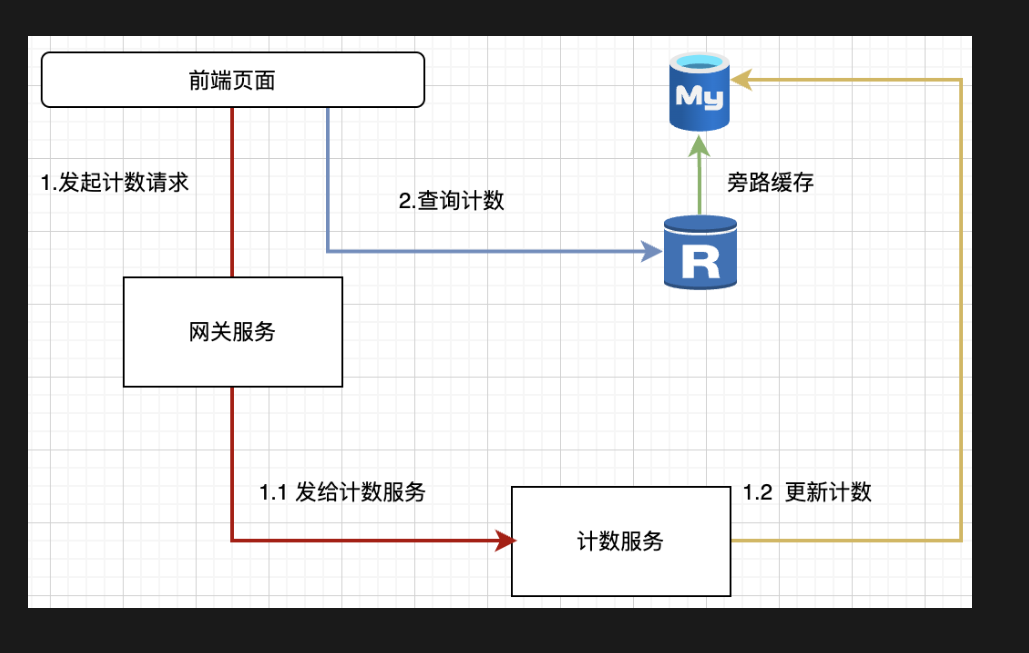 前端页面
My
1.发起计数请求
旁路缓存
2.查询计数
R
网关服务
1.1 发给计数服务
1.2 更新计数
计数服务